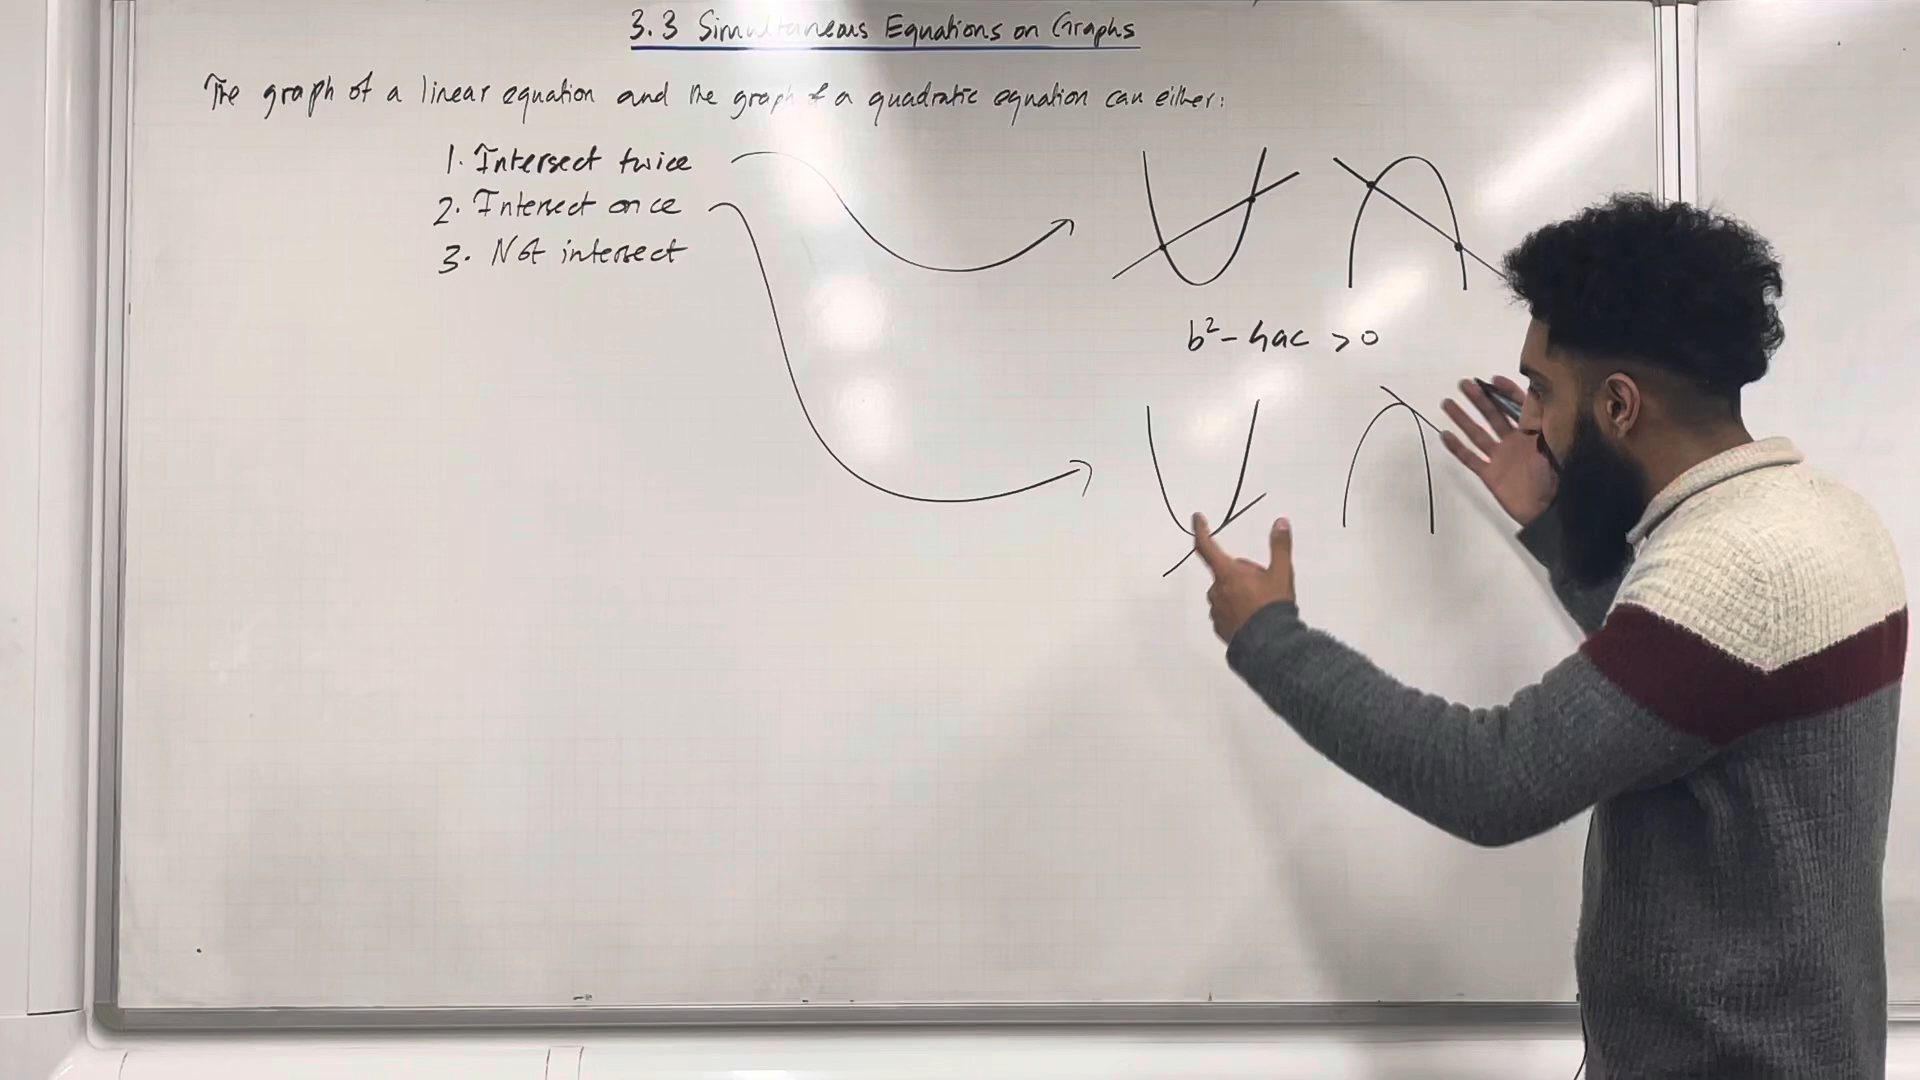 3.3 Simultaneous Equations on Graphs
The graph of a linear equation and the graph of a quadratic equation can either:
1. Intersect twice
2. Intersect once
3. Not intersect
b² - 4ac > 0